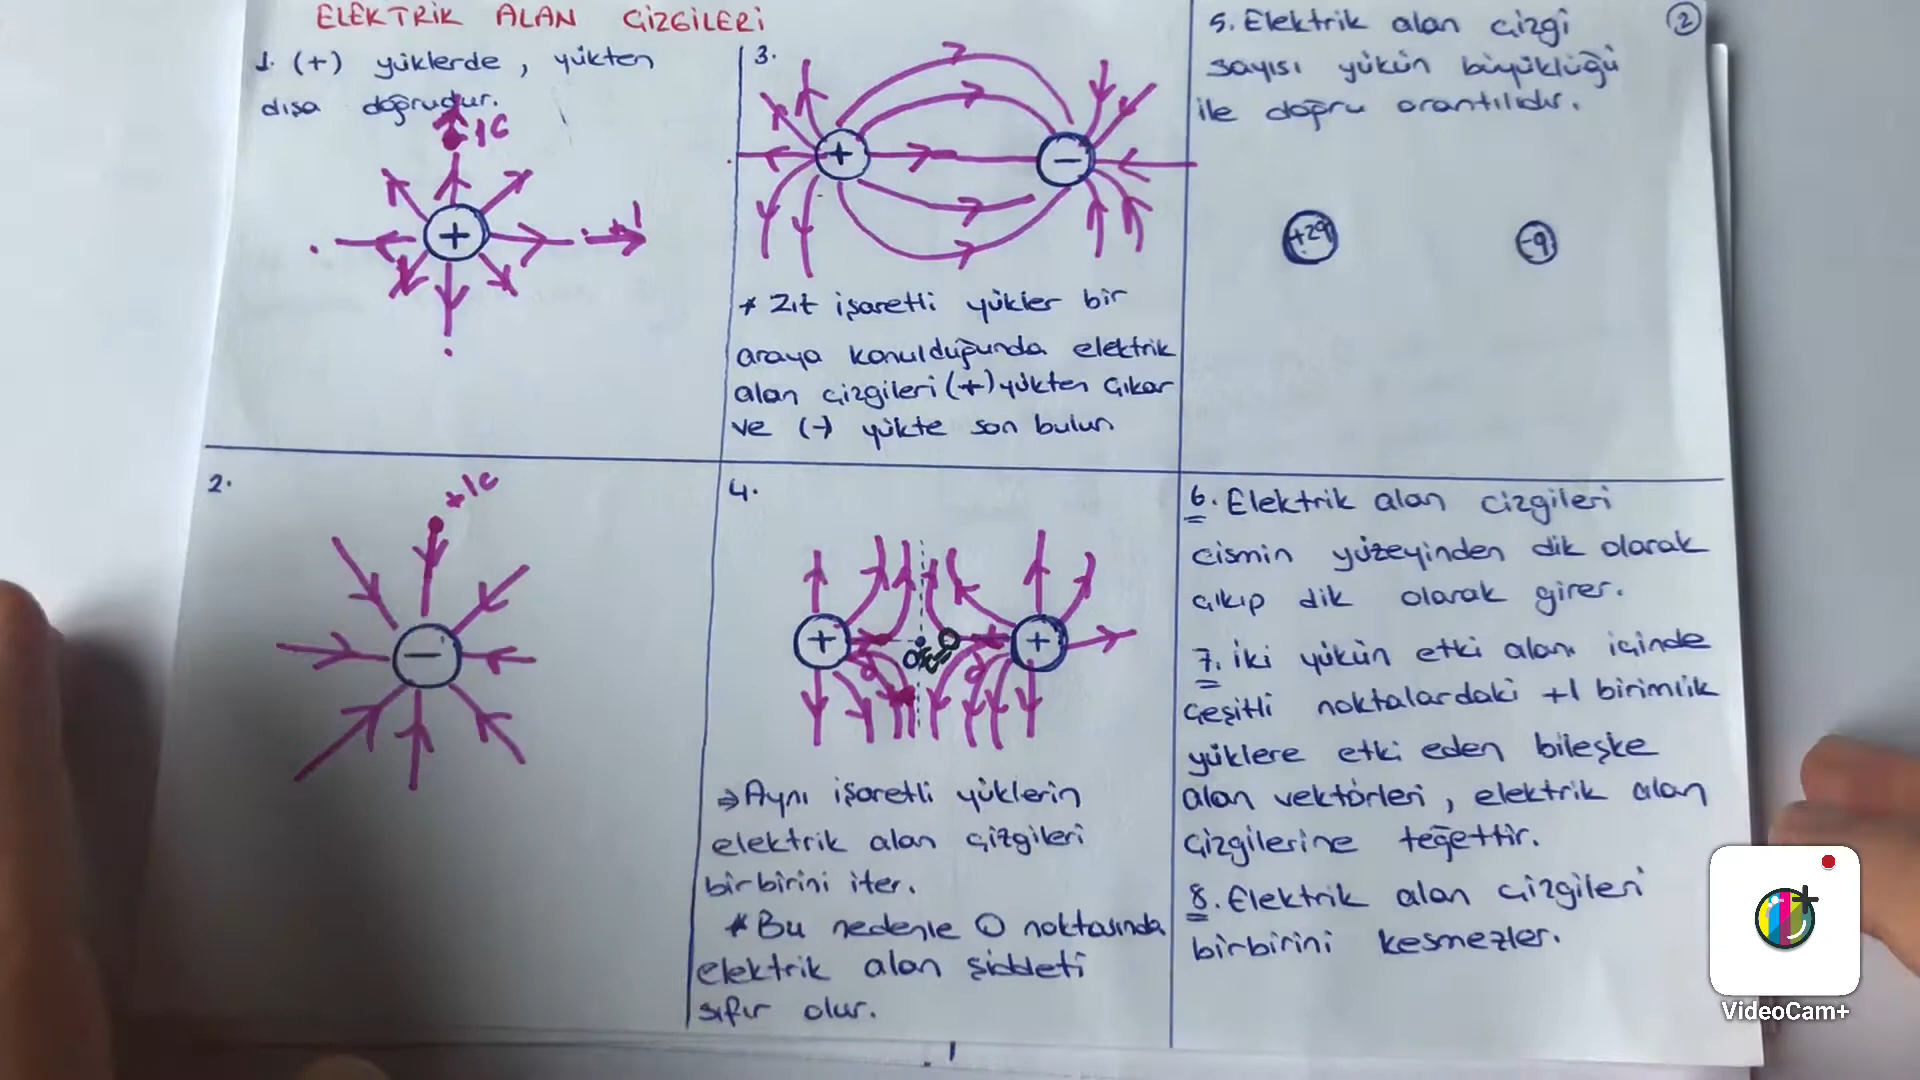 ELEKTRİK ALAN ÇİZGİLERİ
1. (+) yüklerde, yükten
dışa doğrudur.
1C
+
+1
2.
+1C
−
3.
+
−
* Zıt işaretli yükler bir
araya konulduğunda elektrik
alan çizgileri (+) yükten çıkar
ve (-) yükte son bulur.
4.
+
+
O
d
d
⇒ Aynı işaretli yüklerin
elektrik alan çizgileri
birbirini iter.
* Bu nedenle O noktasında
elektrik alan şiddeti
sıfır olur.
2
5. Elektrik alan çizgi
sayısı yükün büyüklüğü
ile doğru orantılıdır.
+2q
-q
6. Elektrik alan çizgileri
cismin yüzeyinden dik olarak
çıkıp dik olarak girer.
7. İki yükün etki alanı içinde
çeşitli noktalardaki +1 birimlik
yüklere etki eden bileşke
alan vektörleri, elektrik alan
çizgilerine teğettir.
8. Elektrik alan çizgileri
birbirini kesmezler.
VideoCam+